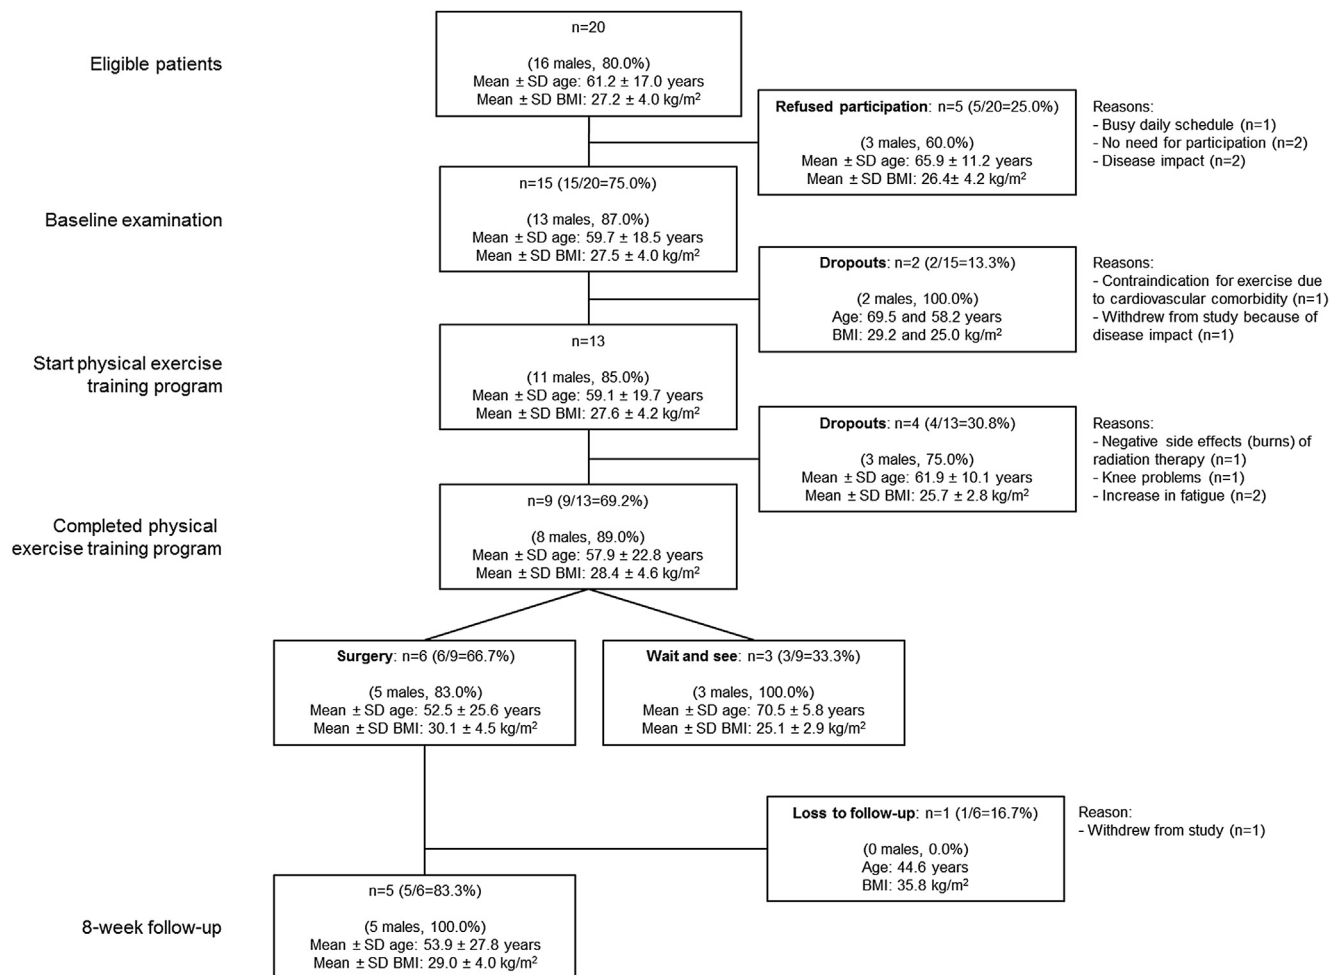 Eligible patients
n=20
(16 males, 80.0%)
Mean ± SD age: 61.2 ± 17.0 years
Mean ± SD BMI: 27.2 ± 4.0 kg/m²
Refused participation: n=5 (5/20=25.0%)
(3 males, 60.0%)
Mean ± SD age: 65.9 ± 11.2 years
Mean ± SD BMI: 26.4± 4.2 kg/m²
Reasons:
- Busy daily schedule (n=1)
- No need for participation (n=2)
- Disease impact (n=2)
Baseline examination
n=15 (15/20=75.0%)
(13 males, 87.0%)
Mean ± SD age: 59.7 ± 18.5 years
Mean ± SD BMI: 27.5 ± 4.0 kg/m²
Dropouts: n=2 (2/15=13.3%)
(2 males, 100.0%)
Age: 69.5 and 58.2 years
BMI: 29.2 and 25.0 kg/m²
Reasons:
- Contraindication for exercise due
to cardiovascular comorbidity (n=1)
- Withdrew from study because of
disease impact (n=1)
Start physical exercise
training program
n=13
(11 males, 85.0%)
Mean ± SD age: 59.1 ± 19.7 years
Mean ± SD BMI: 27.6 ± 4.2 kg/m²
Dropouts: n=4 (4/13=30.8%)
(3 males, 75.0%)
Mean ± SD age: 61.9 ± 10.1 years
Mean ± SD BMI: 25.7 ± 2.8 kg/m²
Reasons:
- Negative side effects (burns) of
radiation therapy (n=1)
- Knee problems (n=1)
- Increase in fatigue (n=2)
Completed physical
exercise training program
n=9 (9/13=69.2%)
(8 males, 89.0%)
Mean ± SD age: 57.9 ± 22.8 years
Mean ± SD BMI: 28.4 ± 4.6 kg/m²
Surgery: n=6 (6/9=66.7%)
(5 males, 83.0%)
Mean ± SD age: 52.5 ± 25.6 years
Mean ± SD BMI: 30.1 ± 4.5 kg/m²
Wait and see: n=3 (3/9=33.3%)
(3 males, 100.0%)
Mean ± SD age: 70.5 ± 5.8 years
Mean ± SD BMI: 25.1 ± 2.9 kg/m²
Loss to follow-up: n=1 (1/6=16.7%)
(0 males, 0.0%)
Age: 44.6 years
BMI: 35.8 kg/m²
Reason:
- Withdrew from study (n=1)
8-week follow-up
n=5 (5/6=83.3%)
(5 males, 100.0%)
Mean ± SD age: 53.9 ± 27.8 years
Mean ± SD BMI: 29.0 ± 4.0 kg/m²